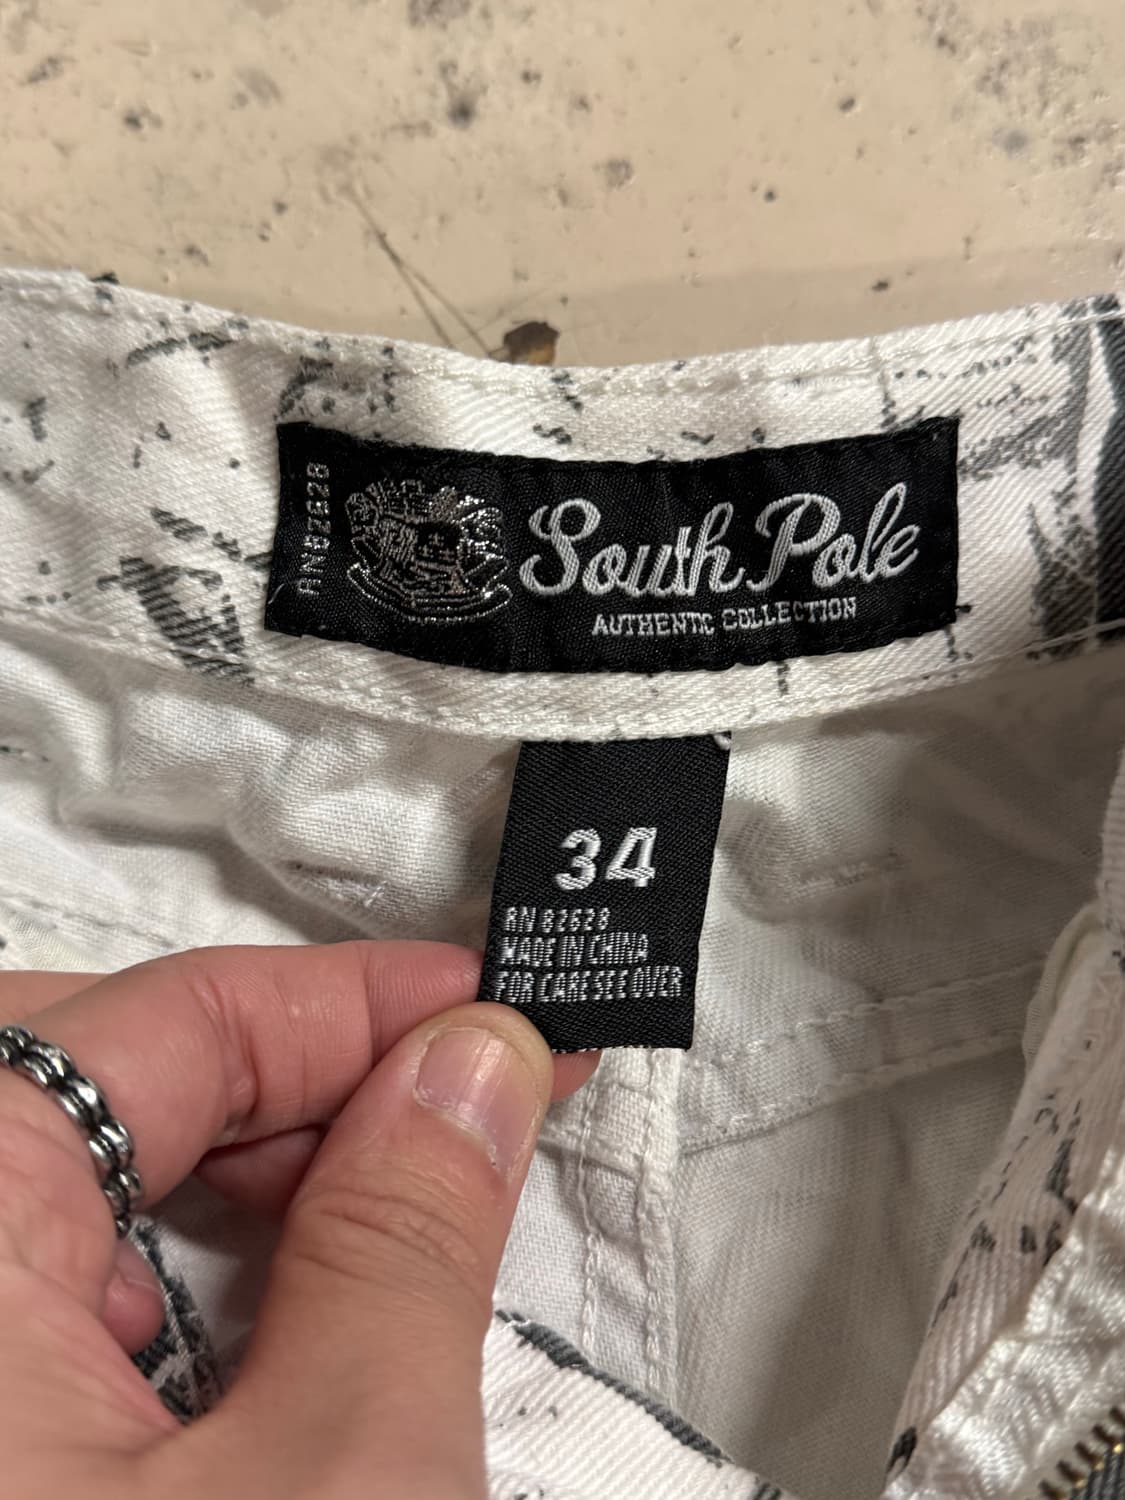 RN82628
South Pole
AUTHENTIC COLLECTION
34
RN 82628
MADE IN CHINA
FOR CARE SEE OVER